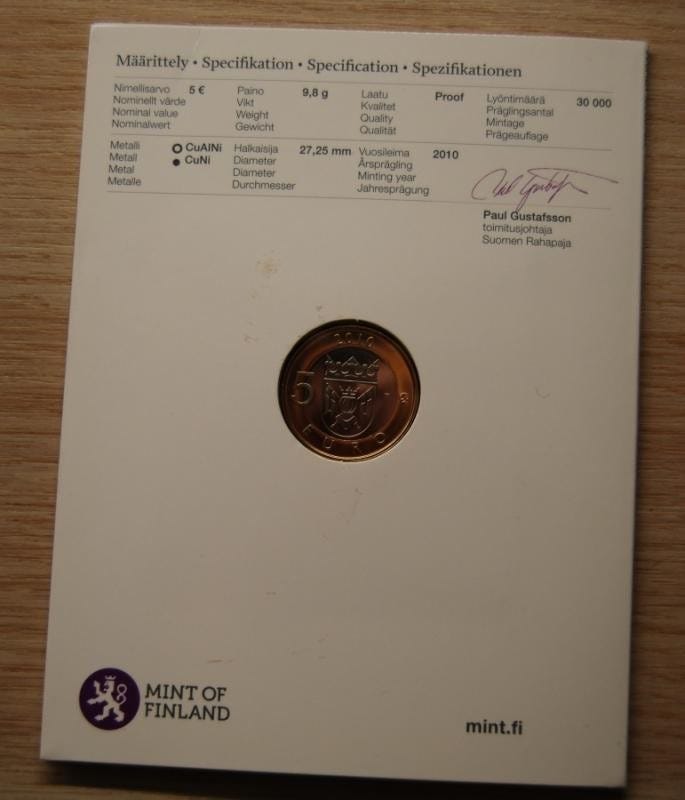 Määrittely • Specifikation • Specification • Spezifikationen
Nimellisarvo 5 € Paino 9,8 g Laatu Proof Lyöntimäärä 30 000
Nominellt värde Vikt Kvalitet Präglingsantal
Nominal value Weight Quality Mintage
Nominalwert Gewicht Qualität Prägeauflage
Metalli CuAlNi Halkaisija 27,25 mm Vuosileima 2010
Metall CuNi Diameter Årsprägling
Metal Diameter Minting year
Metalle Durchmesser Jahresprägung
Paul Gustafsson
toimitusjohtaja
Suomen Rahapaja
2010
5
EURO
MINT OF
FINLAND
mint.fi